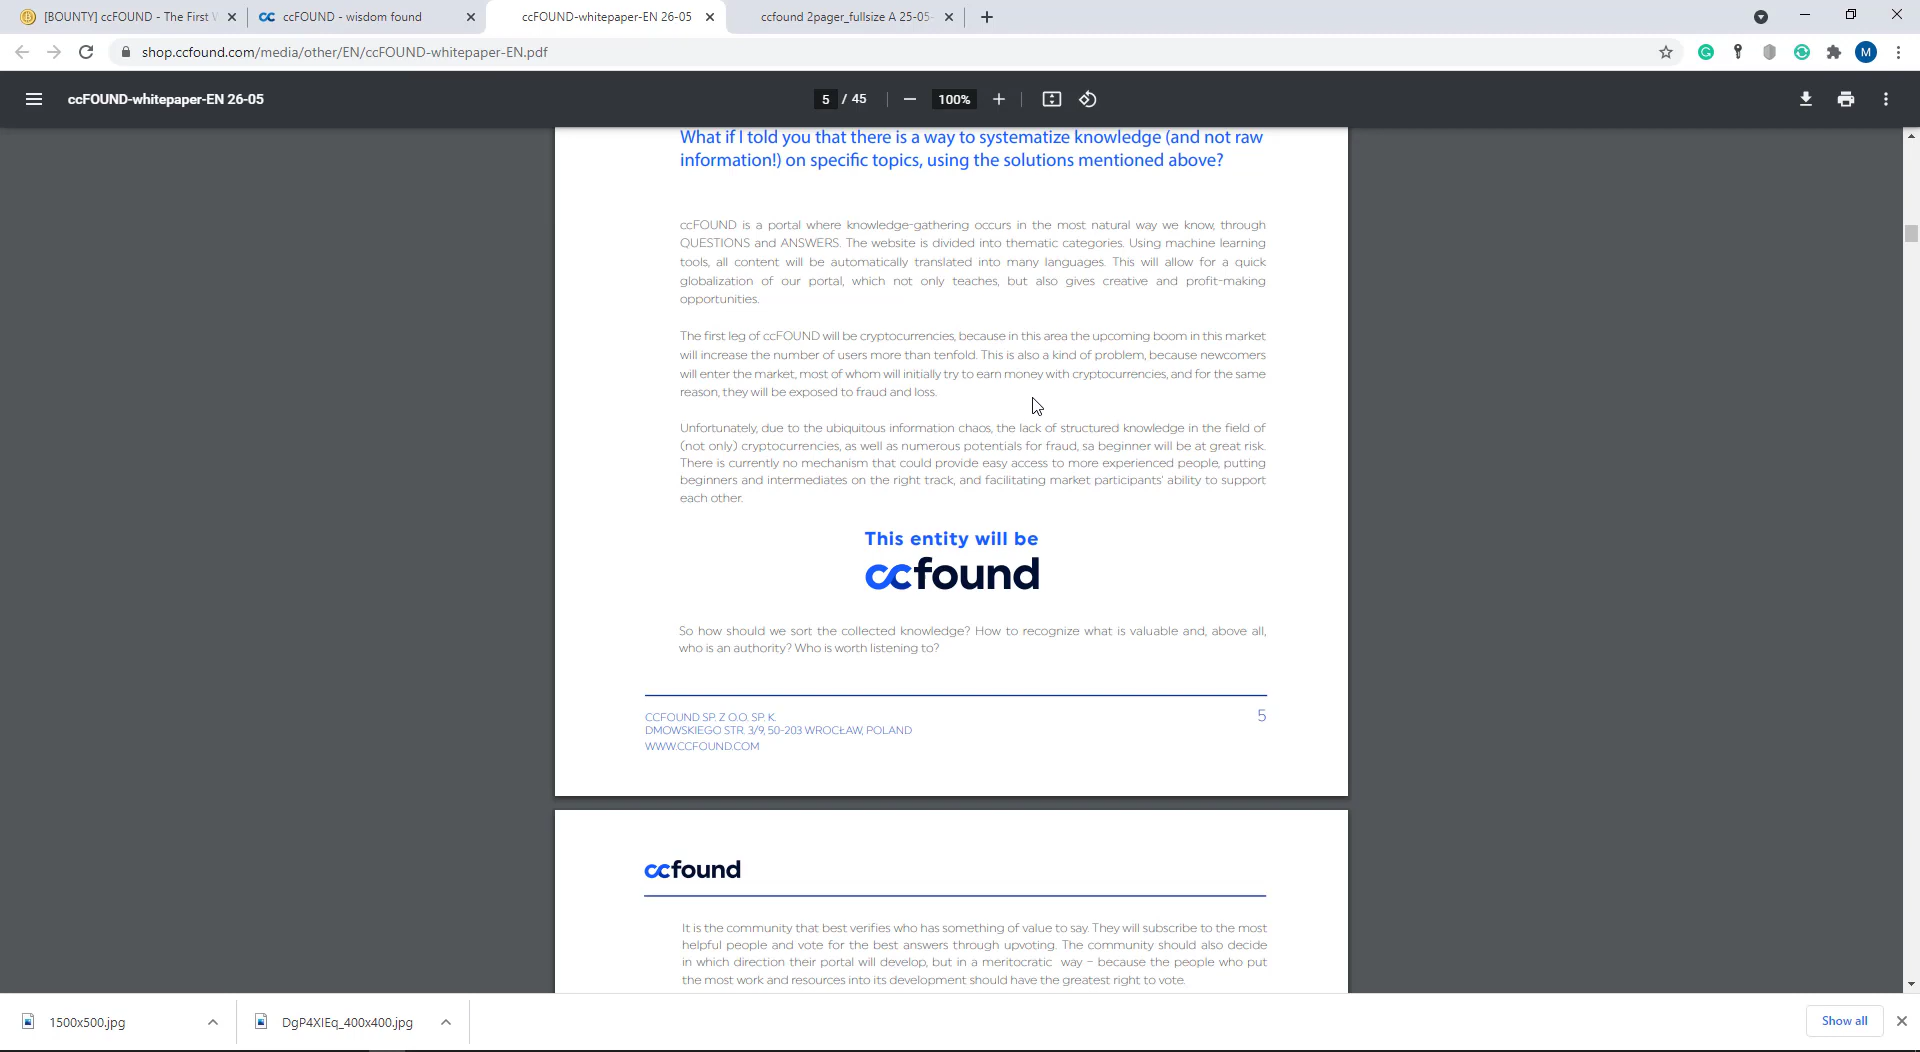 [BOUNTY] ccFOUND - The First
ccFOUND - wisdom found
ccFOUND-whitepaper-EN 26-05
ccfound 2pager_fullsize A 25-05-
shop.ccfound.com/media/other/EN/ccFOUND-whitepaper-EN.pdf
M
ccFOUND-whitepaper-EN 26-05
5 / 45
100%
What if I told you that there is a way to systematize knowledge (and not raw
information!) on specific topics, using the solutions mentioned above?
ccFOUND is a portal where knowledge-gathering occurs in the most natural way we know, through
QUESTIONS and ANSWERS. The website is divided into thematic categories. Using machine learning
tools, all content will be automatically translated into many languages. This will allow for a quick
globalization of our portal, which not only teaches, but also gives creative and profit-making
opportunities.
The first leg of ccFOUND will be cryptocurrencies, because in this area the upcoming boom in this market
will increase the number of users more than tenfold. This is also a kind of problem, because newcomers
will enter the market, most of whom will initially try to earn money with cryptocurrencies, and for the same
reason, they will be exposed to fraud and loss.
Unfortunately, due to the ubiquitous information chaos, the lack of structured knowledge in the field of
(not only) cryptocurrencies, as well as numerous potentials for fraud, sa beginner will be at great risk.
There is currently no mechanism that could provide easy access to more experienced people, putting
beginners and intermediates on the right track, and facilitating market participants' ability to support
each other.
This entity will be
ccfound
So how should we sort the collected knowledge? How to recognize what is valuable and, above all,
who is an authority? Who is worth listening to?
CCFOUND SP. Z O.O. SP. K.
DMOWSKIEGO STR. 3/9, 50-203 WROCŁAW, POLAND
WWW.CCFOUND.COM
5
ccfound
It is the community that best verifies who has something of value to say. They will subscribe to the most
helpful people and vote for the best answers through upvoting. The community should also decide
in which direction their portal will develop, but in a meritocratic way – because the people who put
the most work and resources into its development should have the greatest right to vote.
1500x500.jpg
DgP4XIEq_400x400.jpg
Show all